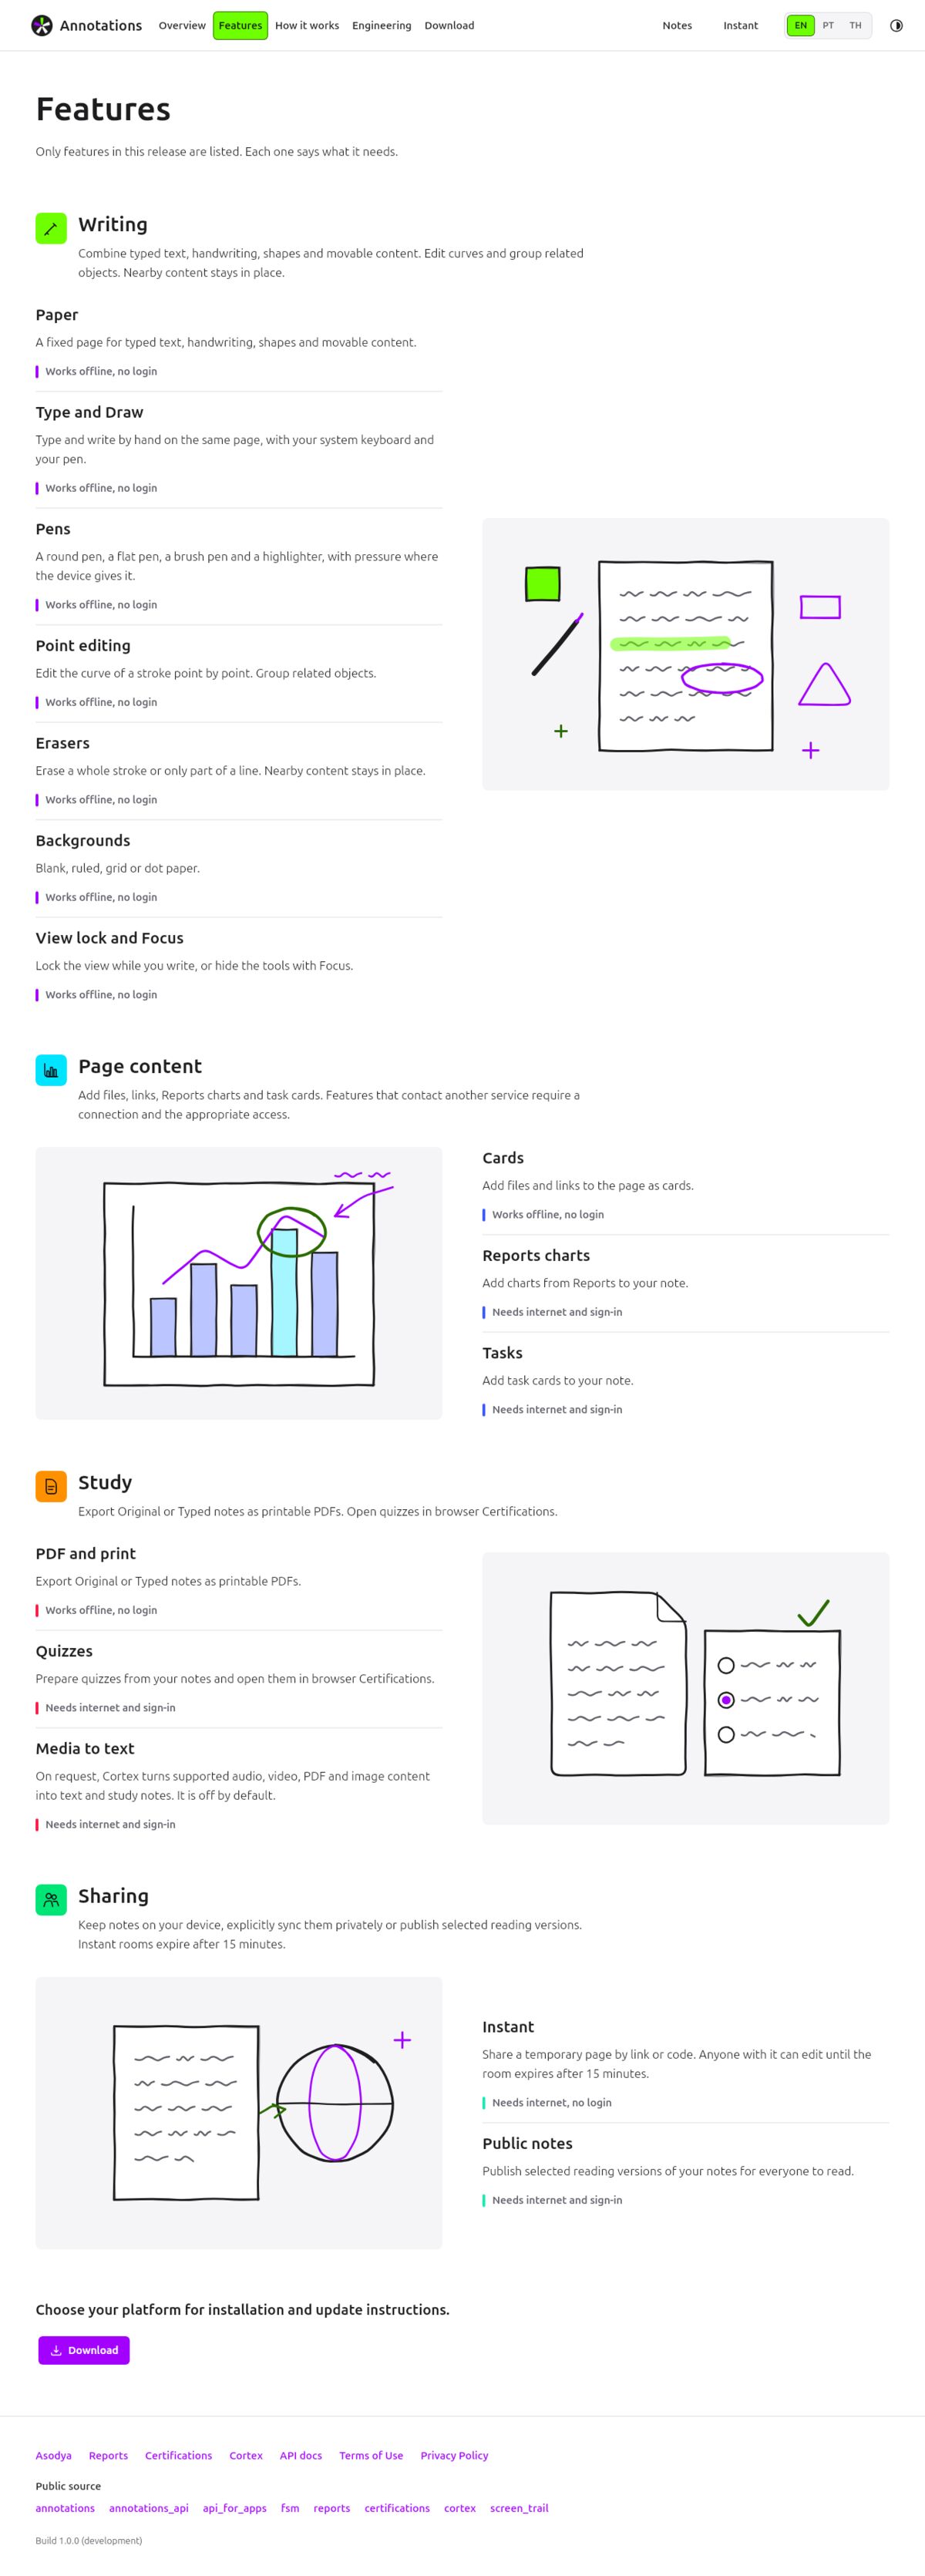 Annotations Overview Features How it works Engineering Download Notes Instant EN PT TH
Features
Only features in this release are listed. Each one says what it needs.
Writing
Combine typed text, handwriting, shapes and movable content. Edit curves and group related
objects. Nearby content stays in place.
Paper
A fixed page for typed text, handwriting, shapes and movable content.
Works offline, no login
Type and Draw
Type and write by hand on the same page, with your system keyboard and
your pen.
Works offline, no login
Pens
A round pen, a flat pen, a brush pen and a highlighter, with pressure where
the device gives it.
Works offline, no login
Point editing
Edit the curve of a stroke point by point. Group related objects.
Works offline, no login
Erasers
Erase a whole stroke or only part of a line. Nearby content stays in place.
Works offline, no login
Backgrounds
Blank, ruled, grid or dot paper.
Works offline, no login
View lock and Focus
Lock the view while you write, or hide the tools with Focus.
Works offline, no login
Page content
Add files, links, Reports charts and task cards. Features that contact another service require a
connection and the appropriate access.
Cards
Add files and links to the page as cards.
Works offline, no login
Reports charts
Add charts from Reports to your note.
Needs internet and sign-in
Tasks
Add task cards to your note.
Needs internet and sign-in
Study
Export Original or Typed notes as printable PDFs. Open quizzes in browser Certifications.
PDF and print
Export Original or Typed notes as printable PDFs.
Works offline, no login
Quizzes
Prepare quizzes from your notes and open them in browser Certifications.
Needs internet and sign-in
Media to text
On request, Cortex turns supported audio, video, PDF and image content
into text and study notes. It is off by default.
Needs internet and sign-in
Sharing
Keep notes on your device, explicitly sync them privately or publish selected reading versions.
Instant rooms expire after 15 minutes.
Instant
Share a temporary page by link or code. Anyone with it can edit until the
room expires after 15 minutes.
Needs internet, no login
Public notes
Publish selected reading versions of your notes for everyone to read.
Needs internet and sign-in
Choose your platform for installation and update instructions.
Download
Asodya Reports Certifications Cortex API docs Terms of Use Privacy Policy
Public source
annotations annotations_api api_for_apps fsm reports certifications cortex screen_trail
Build 1.0.0 (development)